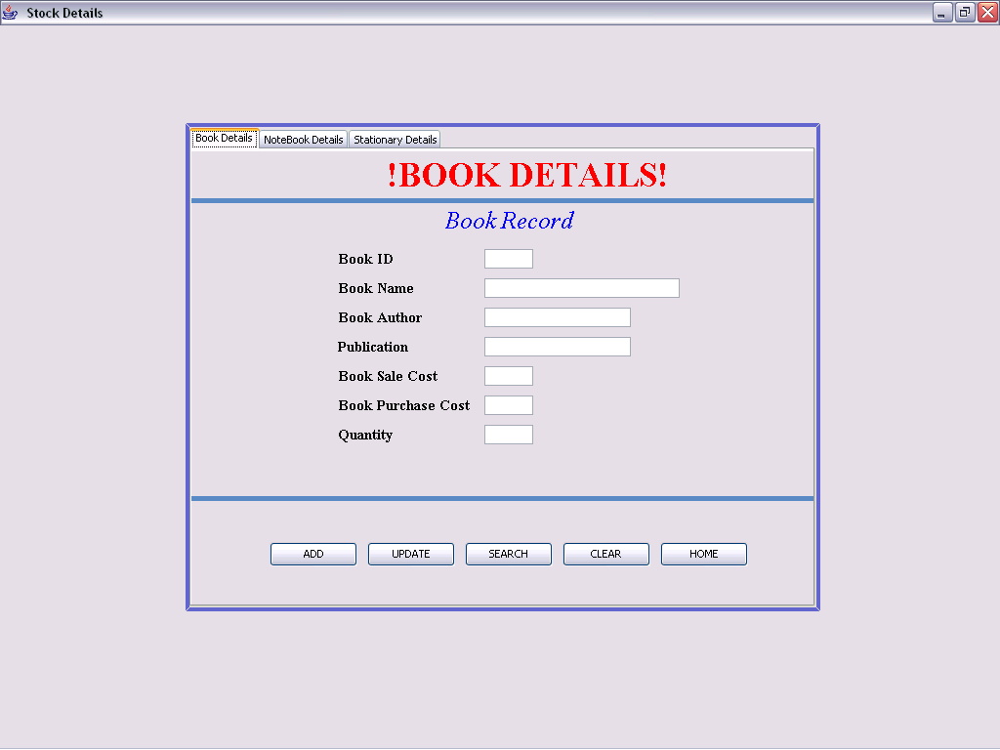 Stock Details
Book Details NoteBook Details Stationary Details
!BOOK DETAILS!
Book Record
Book ID
Book Name
Book Author
Publication
Book Sale Cost
Book Purchase Cost
Quantity
ADD UPDATE SEARCH CLEAR HOME